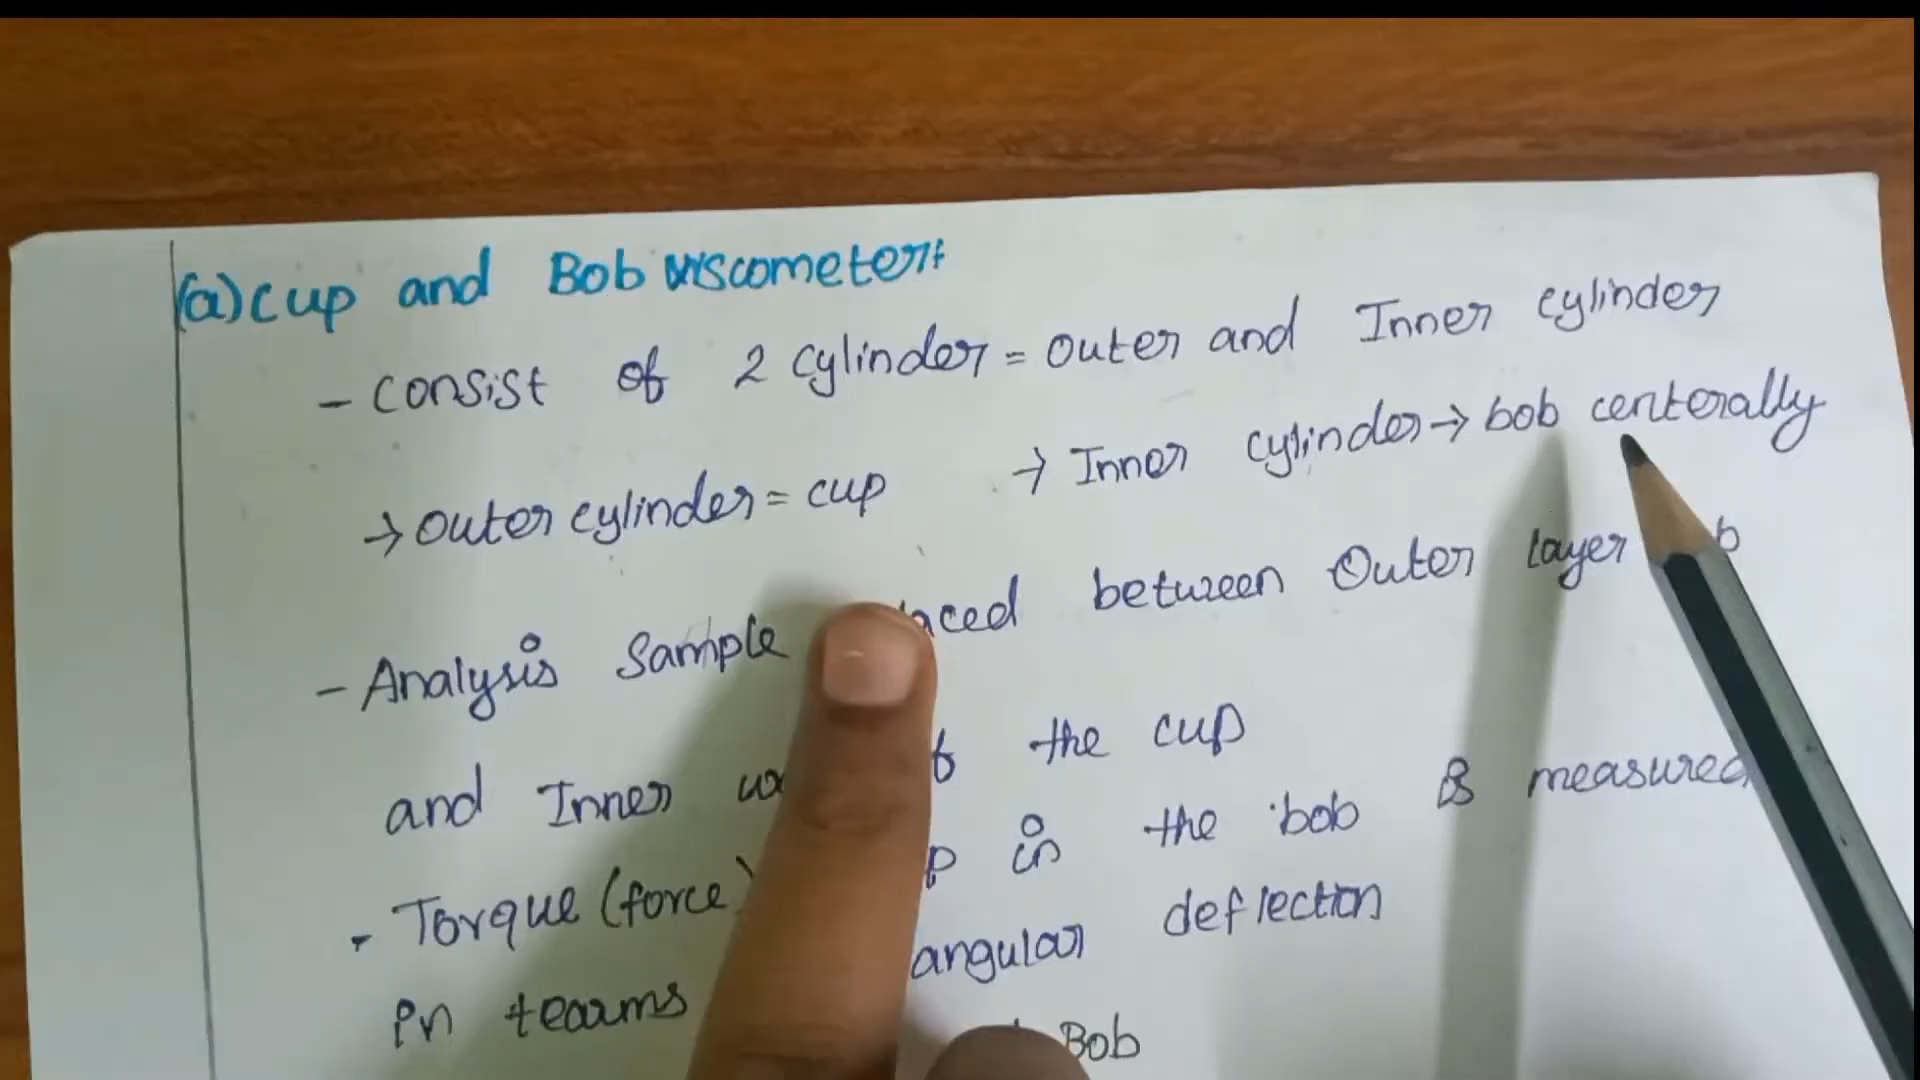 (a) cup and Bob viscometer:
- consist of 2 cylinder = outer and Inner cylinder
→ outer cylinder = cup → Inner cylinder → bob centerally
- Analysis Sample between Outer layer
and Inner the cup
- Torque (force) in the bob is measured
in tearms angular deflection
Bob